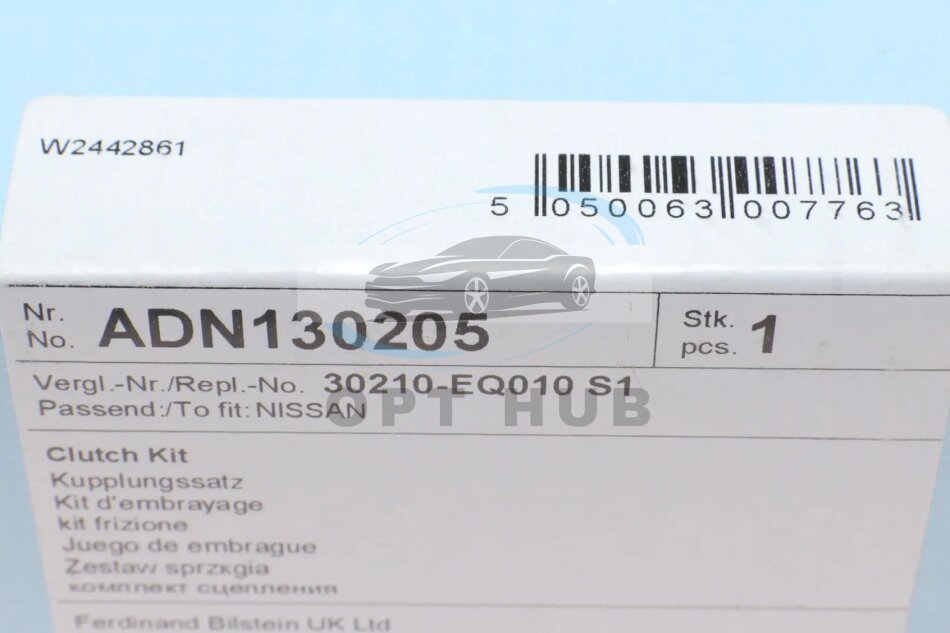 W2442861
5 050063 007763
Nr.
No. ADN130205
Stk.
pcs. 1
Vergl.-Nr./Repl.-No. 30210-EQ010 S1
Passend:/To fit: NISSAN
OPT HUB
Clutch Kit
Kupplungssatz
Kit d'embrayage
kit frizione
Juego de embrague
Zestaw sprzкgia
комплект сцепления
Ferdinand Bilstein UK Ltd